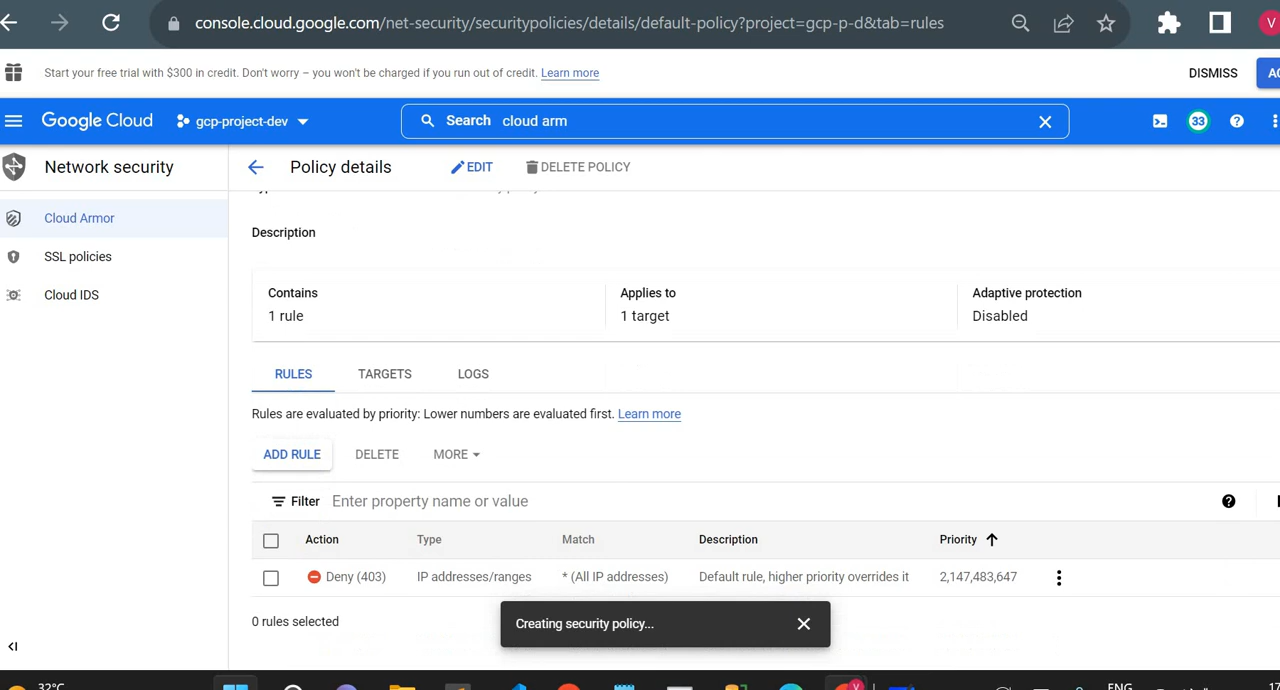 console.cloud.google.com/net-security/securitypolicies/details/default-policy?project=gcp-p-d&tab=rules
V
Start your free trial with $300 in credit. Don't worry – you won't be charged if you run out of credit. Learn more
DISMISS
Google Cloud
gcp-project-dev
Search cloud arm
33
?
Network security
Policy details
EDIT
DELETE POLICY
Cloud Armor
SSL policies
Cloud IDS
Description
Contains
1 rule
Applies to
1 target
Adaptive protection
Disabled
RULES
TARGETS
LOGS
Rules are evaluated by priority: Lower numbers are evaluated first. Learn more
ADD RULE
DELETE
MORE
Filter Enter property name or value
?
Action Type Match Description Priority
Deny (403) IP addresses/ranges * (All IP addresses) Default rule, higher priority overrides it 2,147,483,647
0 rules selected
Creating security policy...
32°C
ENG